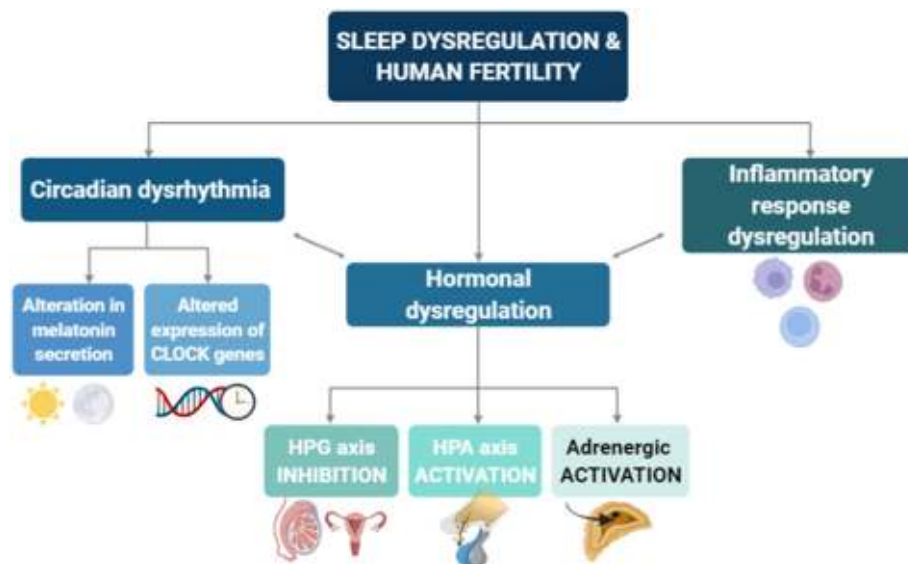 SLEEP DYSREGULATION &
HUMAN FERTILITY
Circadian dysrhythmia
Inflammatory
response
dysregulation
Hormonal
dysregulation
Alteration in
melatonin
secretion
Altered
expression of
CLOCK genes
HPG axis
INHIBITION
HPA axis
ACTIVATION
Adrenergic
ACTIVATION